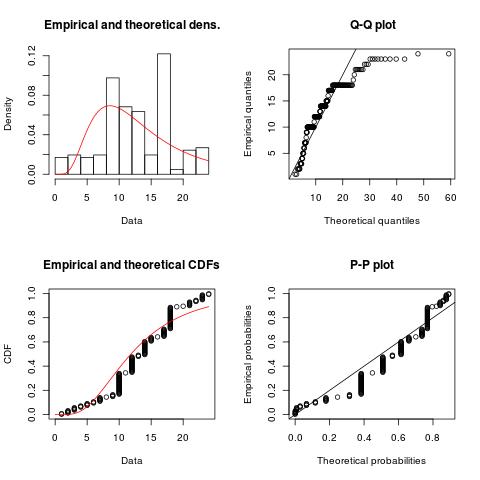 Empirical and theoretical dens.
Density
0.00 0.04 0.08 0.12
0 5 10 15 20
Data
Q-Q plot
Empirical quantiles
5 10 15 20
10 20 30 40 50 60
Theoretical quantiles
Empirical and theoretical CDFs
CDF
0.0 0.2 0.4 0.6 0.8 1.0
0 5 10 15 20
Data
P-P plot
Empirical probabilities
0.0 0.2 0.4 0.6 0.8 1.0
0.0 0.2 0.4 0.6 0.8
Theoretical probabilities